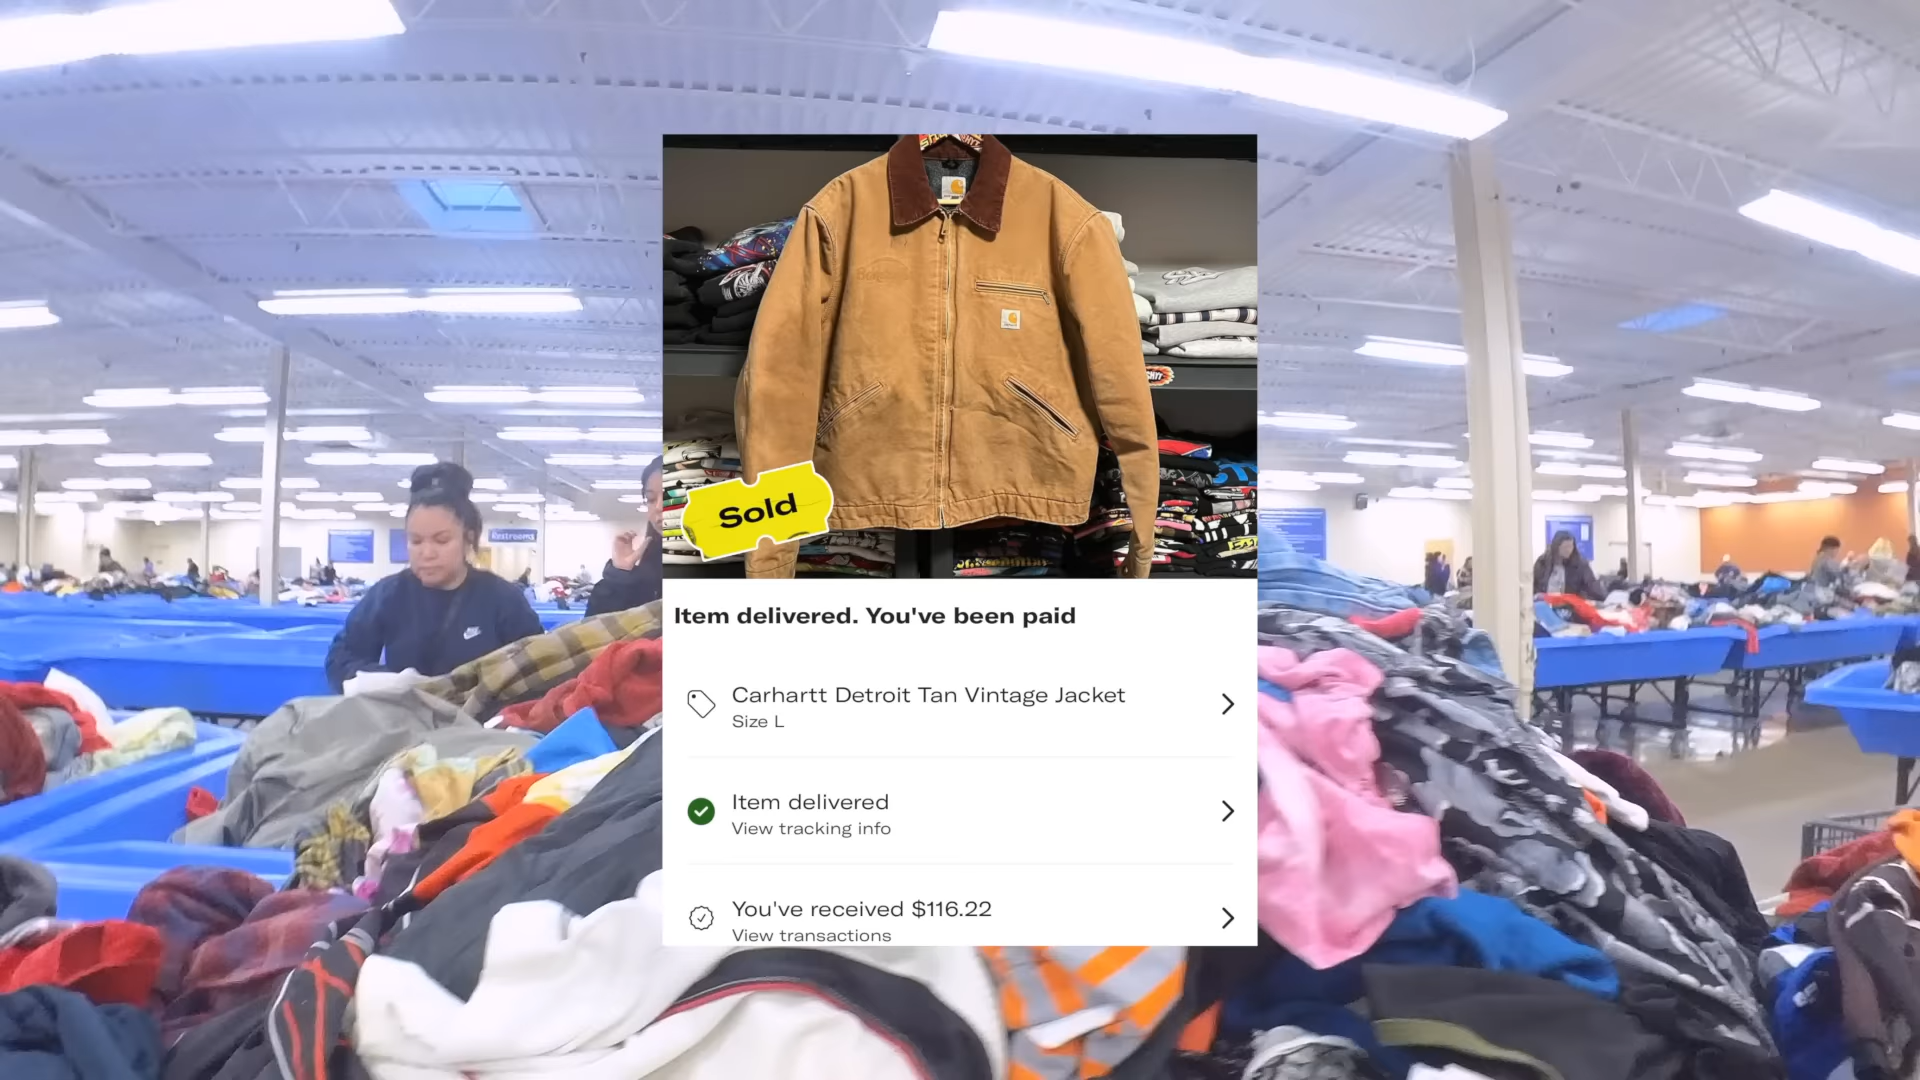 Restrooms
Sold
Item delivered. You've been paid
Carhartt Detroit Tan Vintage Jacket
Size L
Item delivered
View tracking info
You've received $116.22
View transactions